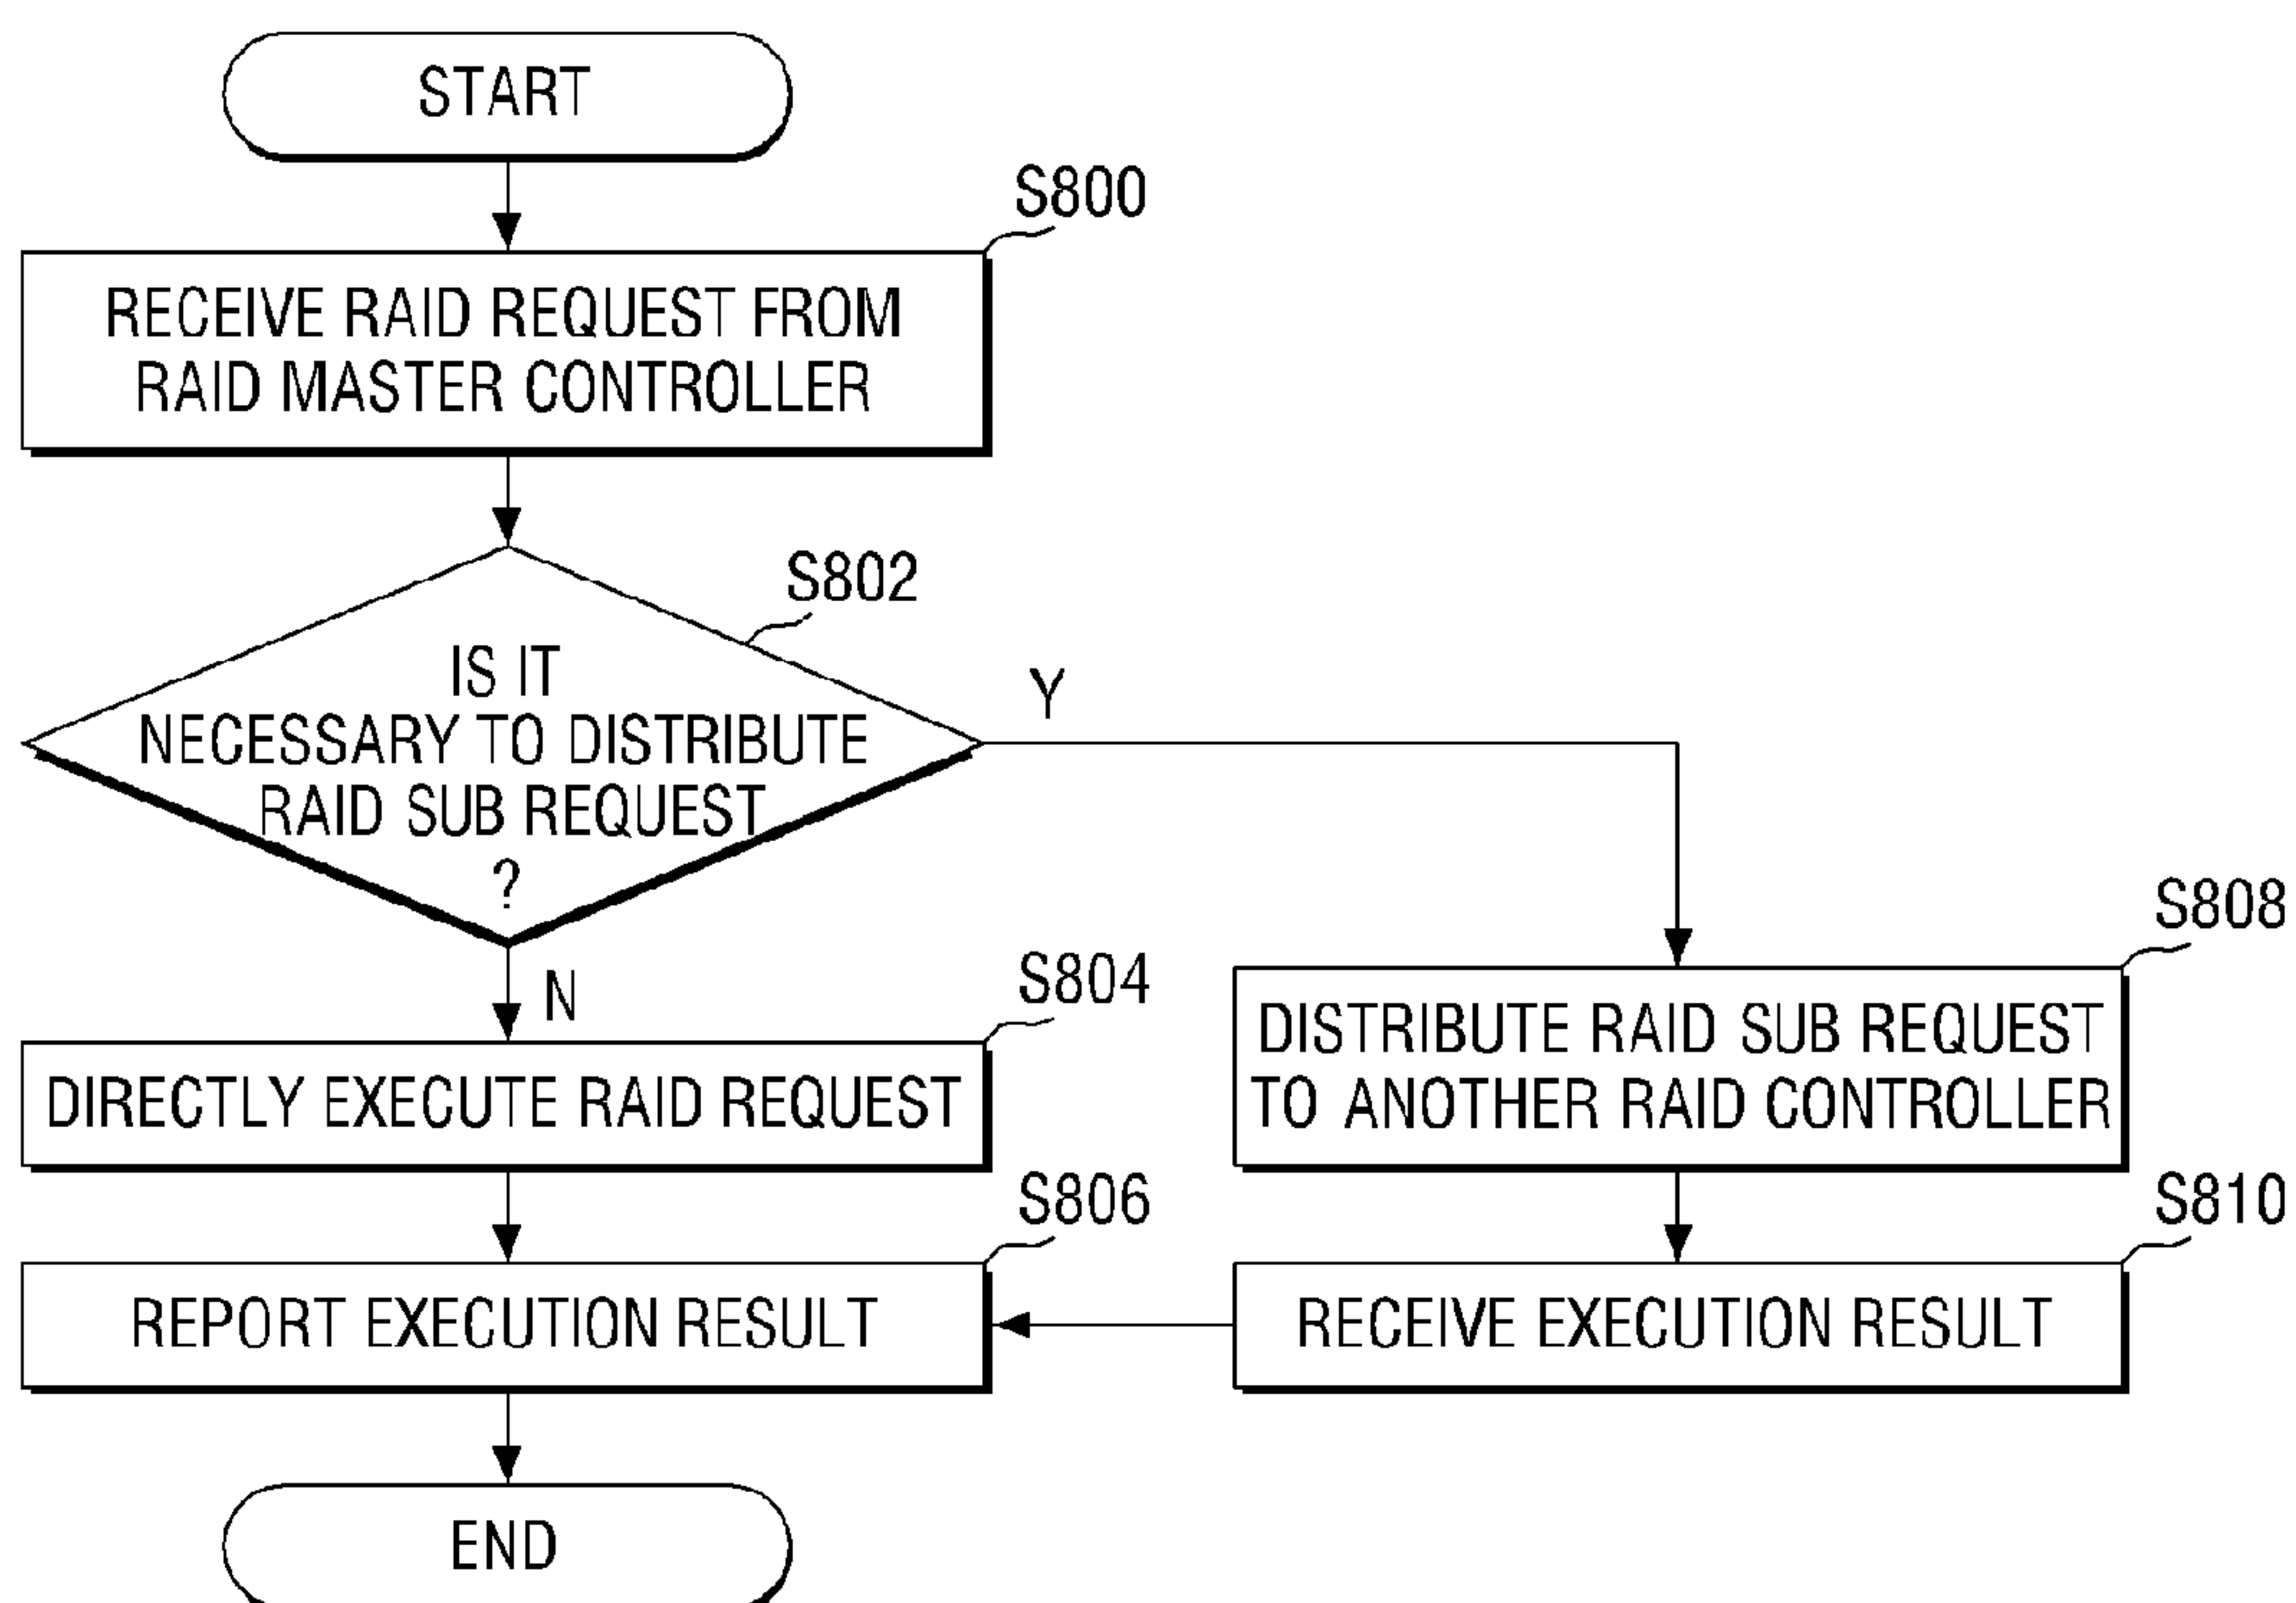 START
S800
RECEIVE RAID REQUEST FROM
RAID MASTER CONTROLLER
S802
IS IT
NECESSARY TO DISTRIBUTE
RAID SUB REQUEST
?
Y
N
S804
DIRECTLY EXECUTE RAID REQUEST
S808
DISTRIBUTE RAID SUB REQUEST
TO ANOTHER RAID CONTROLLER
S806
REPORT EXECUTION RESULT
S810
RECEIVE EXECUTION RESULT
END